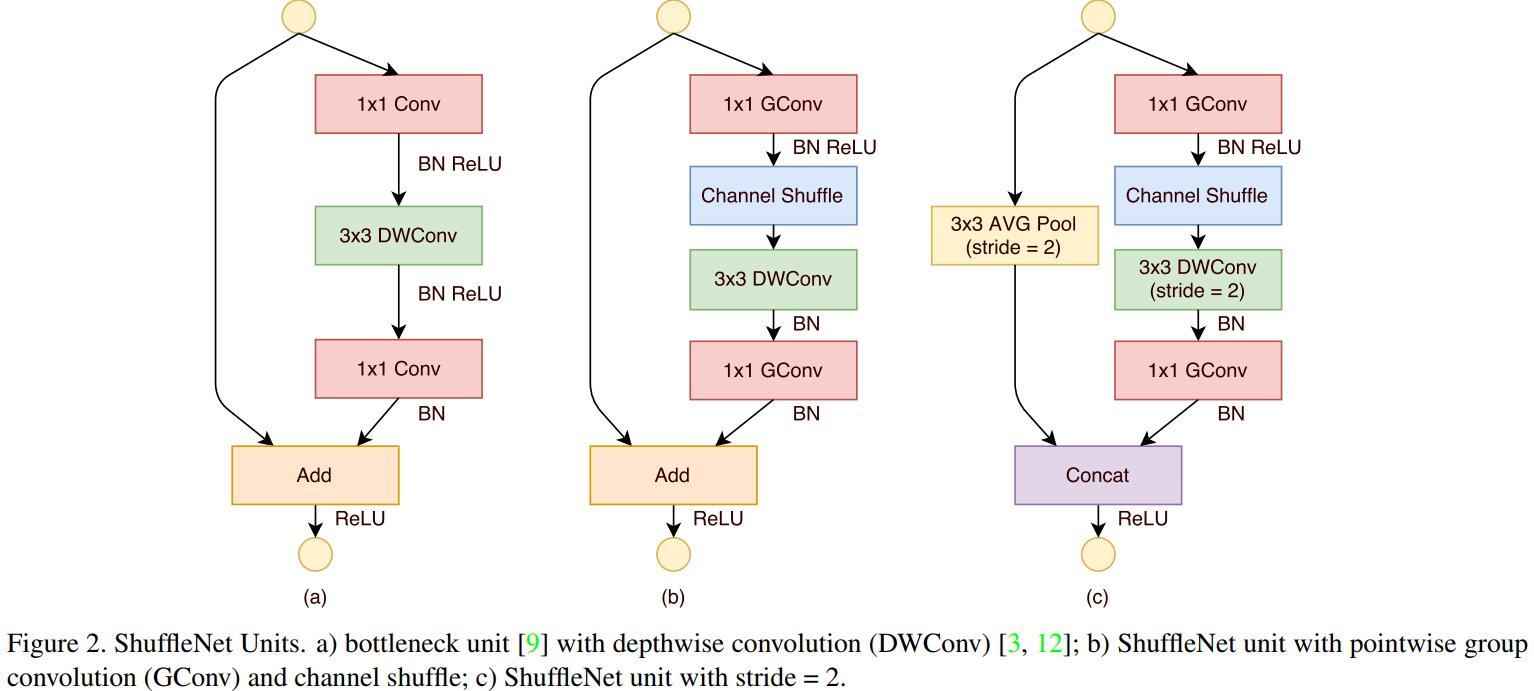 1x1 Conv
BN ReLU
3x3 DWConv
BN ReLU
1x1 Conv
BN
Add
ReLU
(a)
1x1 GConv
BN ReLU
Channel Shuffle
3x3 DWConv
BN
1x1 GConv
BN
Add
ReLU
(b)
3x3 AVG Pool
(stride = 2)
1x1 GConv
BN ReLU
Channel Shuffle
3x3 DWConv
(stride = 2)
BN
1x1 GConv
BN
Concat
ReLU
(c)
Figure 2. ShuffleNet Units. a) bottleneck unit [9] with depthwise convolution (DWConv) [3, 12]; b) ShuffleNet unit with pointwise group
convolution (GConv) and channel shuffle; c) ShuffleNet unit with stride = 2.